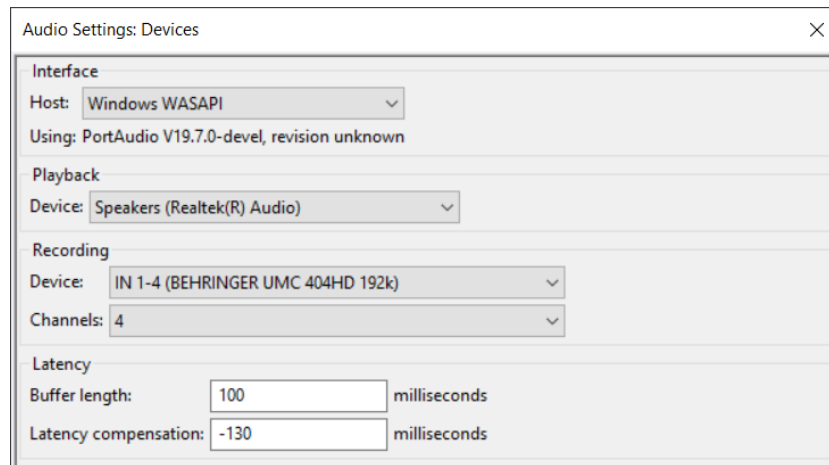 Audio Settings: Devices
Interface
Host: Windows WASAPI
Using: PortAudio V19.7.0-devel, revision unknown
Playback
Device: Speakers (Realtek(R) Audio)
Recording
Device: IN 1-4 (BEHRINGER UMC 404HD 192k)
Channels: 4
Latency
Buffer length: 100 milliseconds
Latency compensation: -130 milliseconds